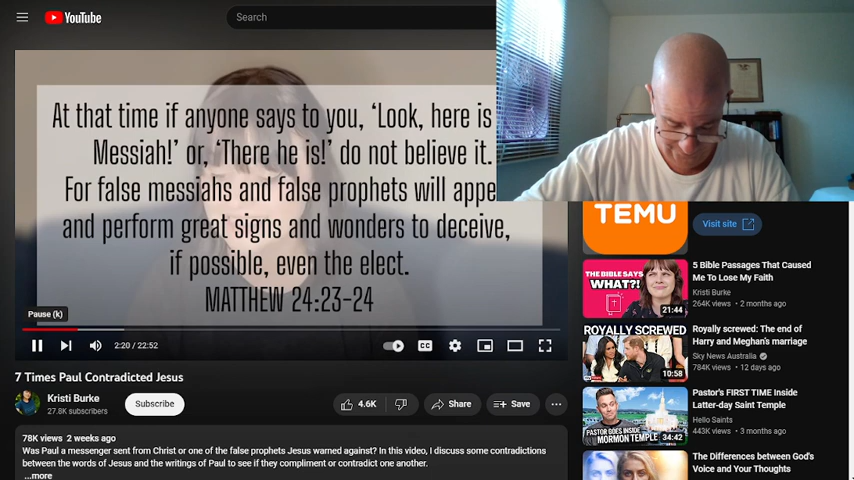 YouTube
Search
At that time if anyone says to you, ‘Look, here is
Messiah!’ or, ‘There he is!’ do not believe it.
For false messiahs and false prophets will appe
and perform great signs and wonders to deceive,
if possible, even the elect.
MATTHEW 24:23-24
Pause (k)
2:20 / 22:52
CC
7 Times Paul Contradicted Jesus
Kristi Burke
27.8K subscribers
Subscribe
4.6K
Share
Save
78K views 2 weeks ago
Was Paul a messenger sent from Christ or one of the false prophets Jesus warned against? In this video, I discuss some contradictions
between the words of Jesus and the writings of Paul to see if they compliment or contradict one another.
...more
TEMU
Visit site
THE BIBLE SAYS
WHAT?!
21:44
5 Bible Passages That Caused
Me To Lose My Faith
Kristi Burke
264K views • 2 months ago
ROYALLY SCREWED
10:58
Royally screwed: The end of
Harry and Meghan's marriage
Sky News Australia
784K views • 12 days ago
PASTOR GOES INSIDE
MORMON TEMPLE
34:42
Pastor's FIRST TIME Inside
Latter-day Saint Temple
Hello Saints
443K views • 3 months ago
The Differences between God's
Voice and Your Thoughts